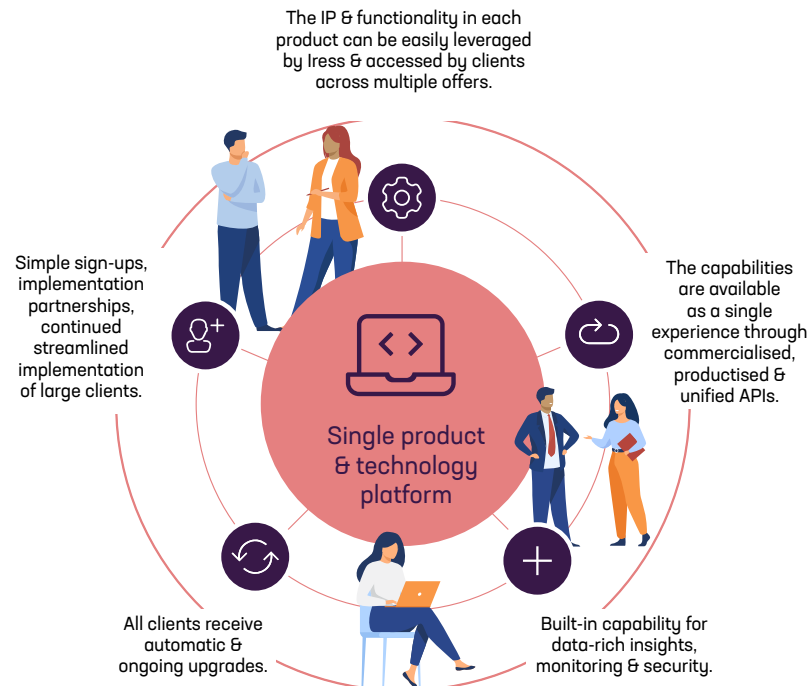 The IP & functionality in each
product can be easily leveraged
by Iress & accessed by clients
across multiple offers.
Simple sign-ups,
implementation
partnerships,
continued
streamlined
implementation
of large clients.
The capabilities
are available
as a single
experience through
commercialised,
productised &
unified APIs.
Single product
& technology
platform
All clients receive
automatic &
ongoing upgrades.
Built-in capability for
data-rich insights,
monitoring & security.